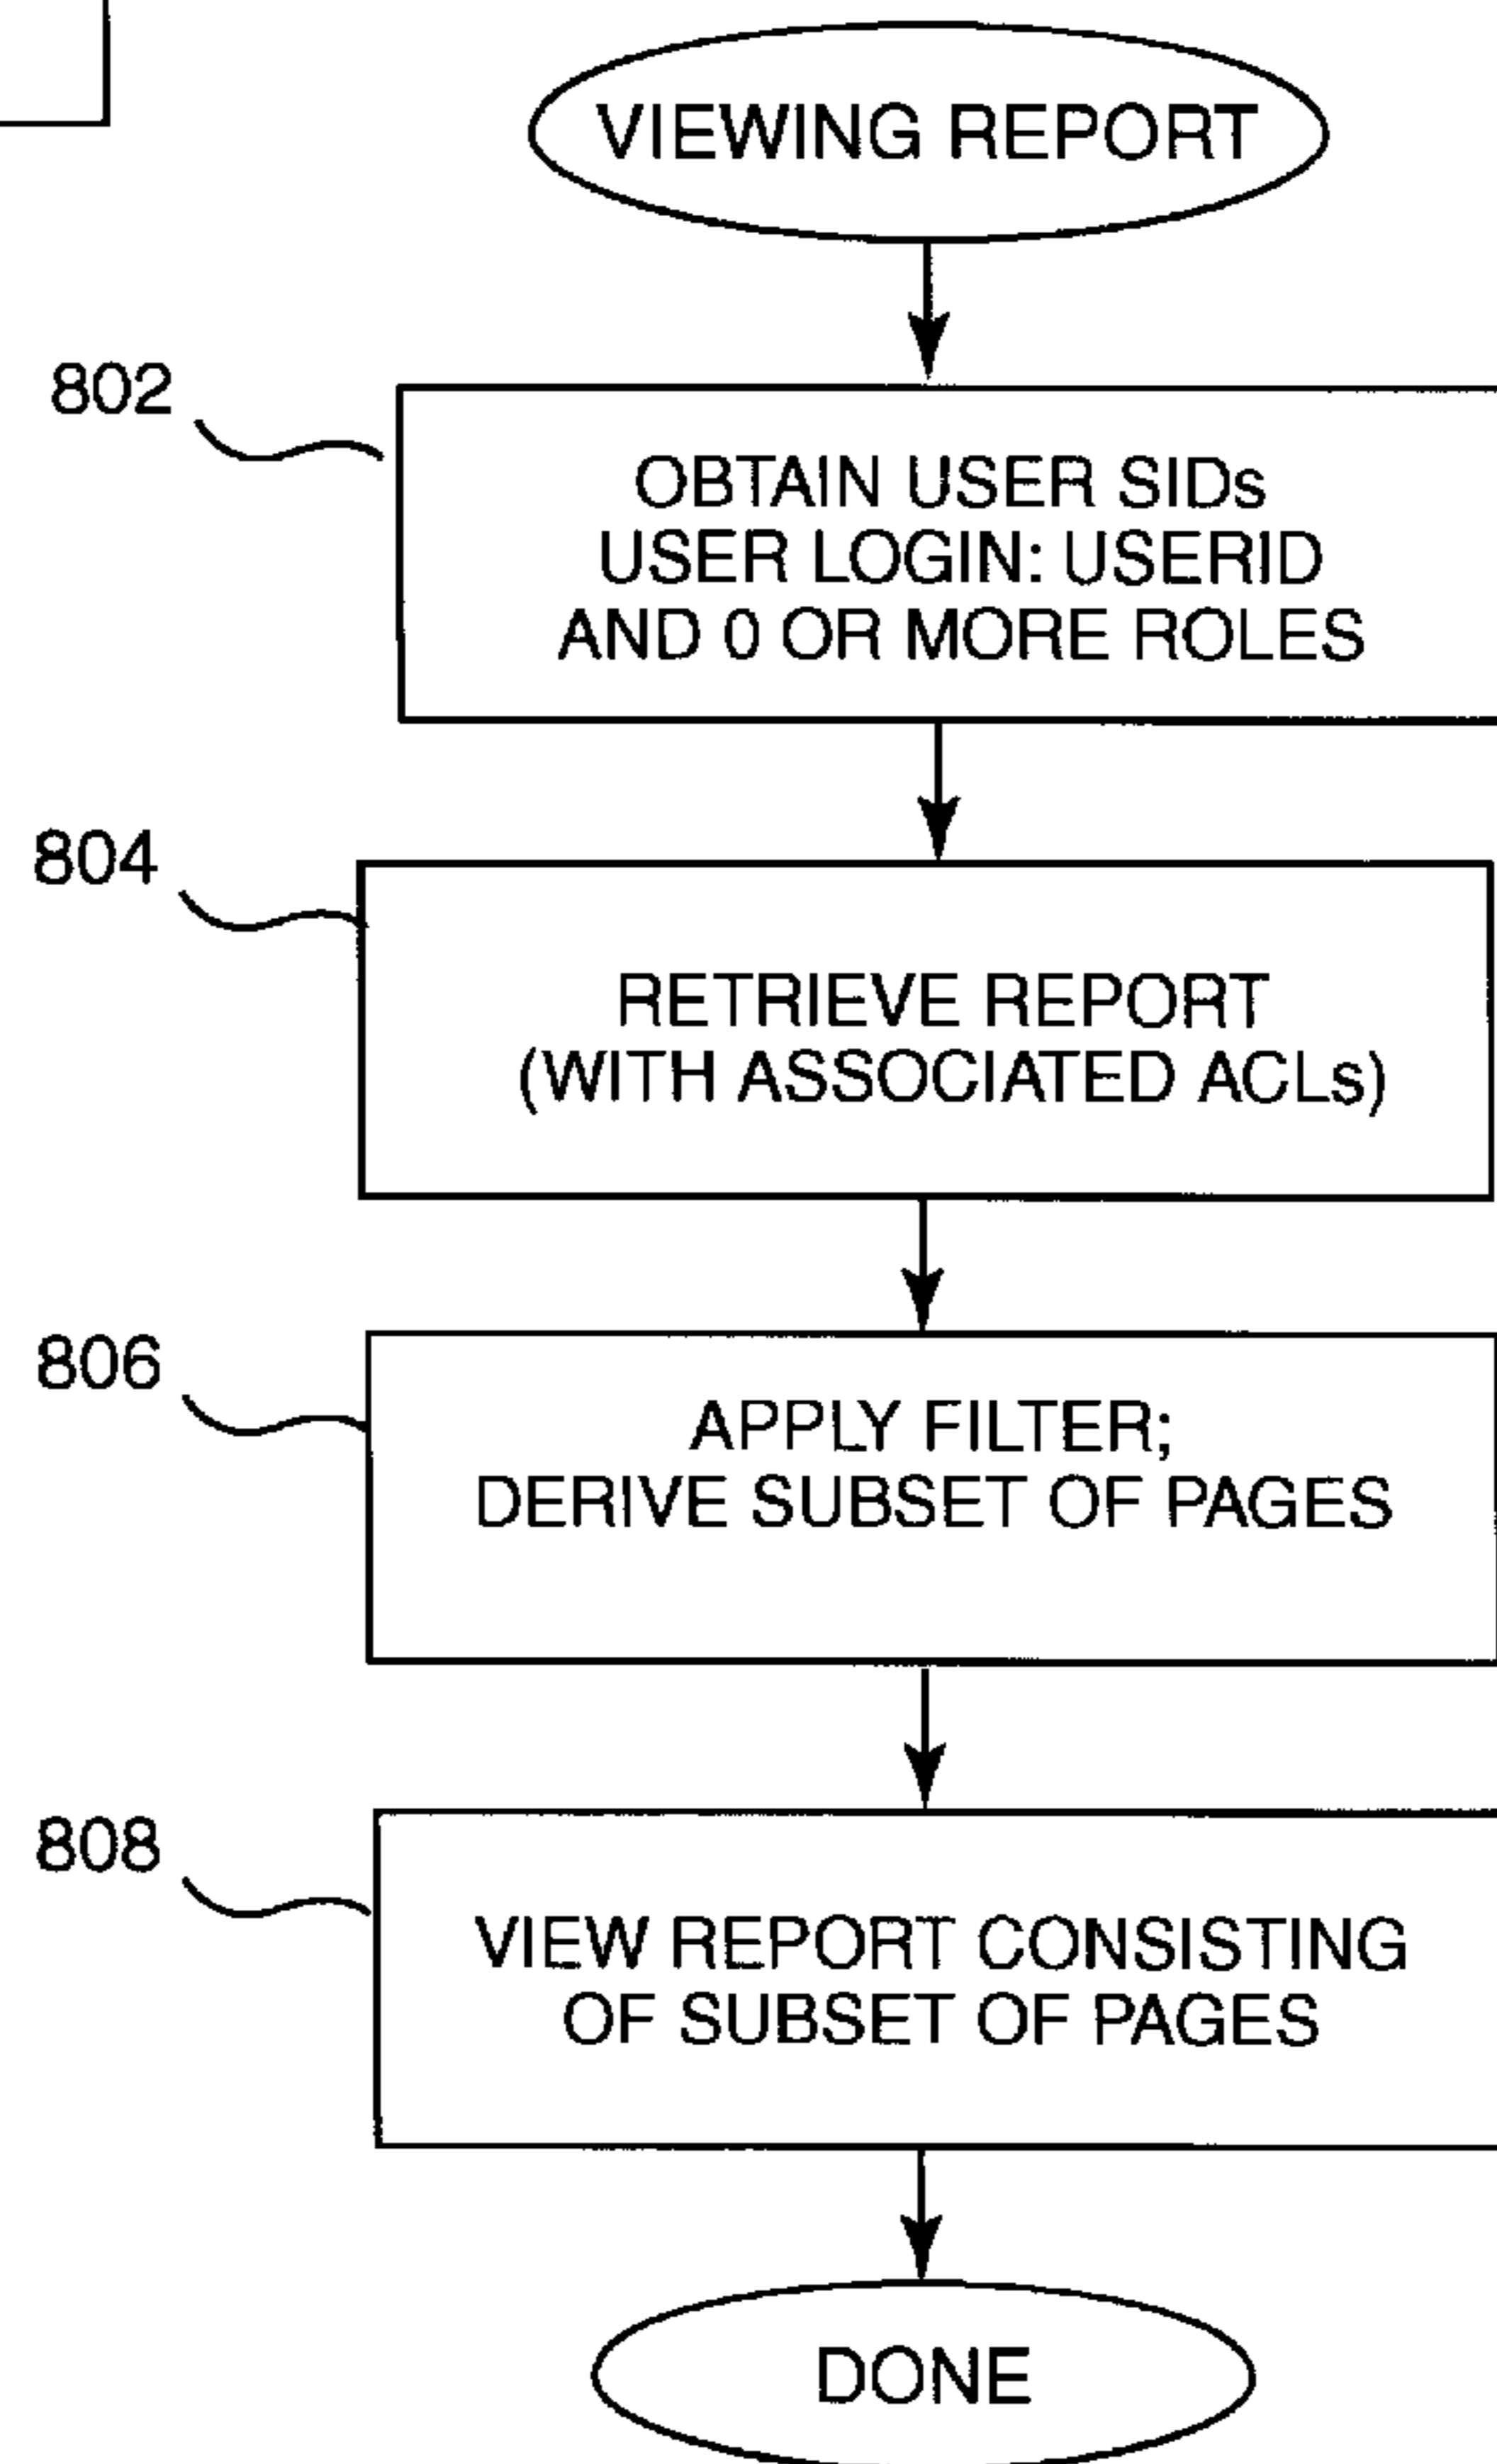 VIEWING REPORT
802
OBTAIN USER SIDs
USER LOGIN: USERID
AND 0 OR MORE ROLES
804
RETRIEVE REPORT
(WITH ASSOCIATED ACLs)
806
APPLY FILTER;
DERIVE SUBSET OF PAGES
808
VIEW REPORT CONSISTING
OF SUBSET OF PAGES
DONE